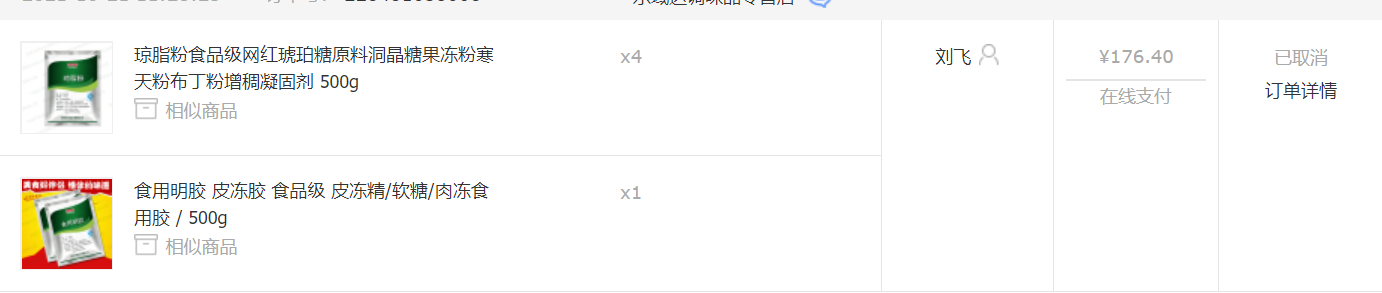 琼脂粉食品级网红琥珀糖原料洞晶糖果冻粉寒
天粉布丁粉增稠凝固剂 500g
相似商品
x4
刘飞
¥176.40
在线支付
已取消
订单详情
食用明胶 皮冻胶 食品级 皮冻精/软糖/肉冻食
用胶 / 500g
相似商品
x1